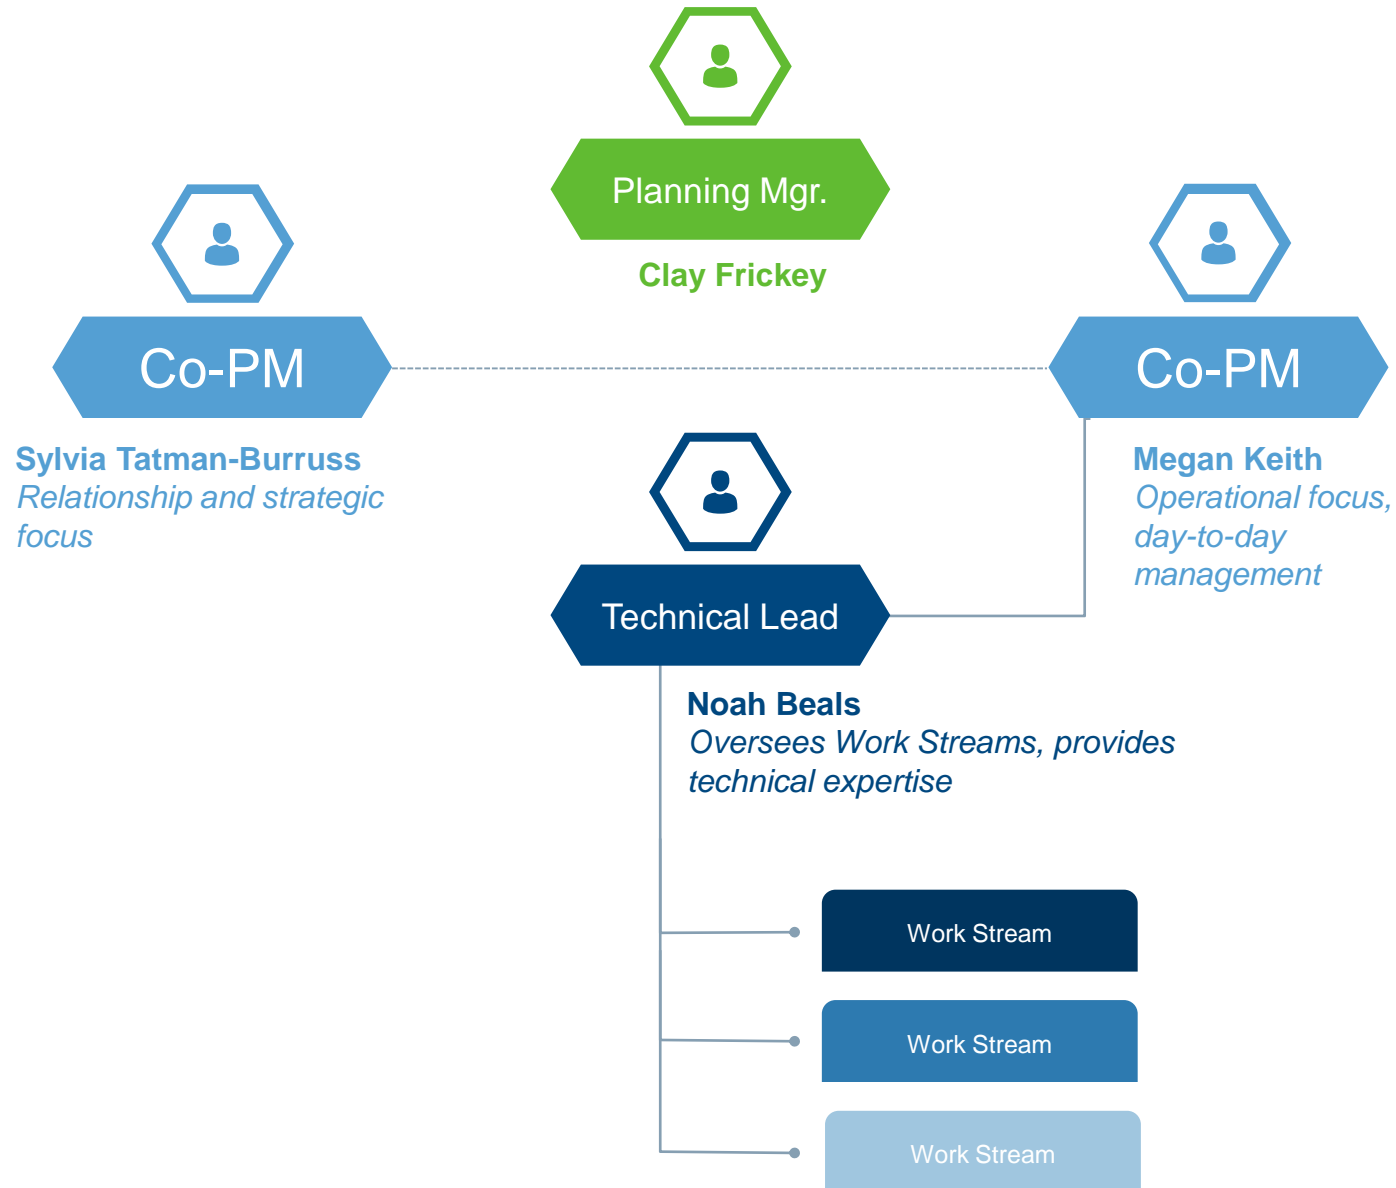 Planning Mgr.
Clay Frickey
Co-PM
Sylvia Tatman-Burruss
Relationship and strategic
focus
Co-PM
Megan Keith
Operational focus,
day-to-day
management
Technical Lead
Noah Beals
Oversees Work Streams, provides
technical expertise
Work Stream
Work Stream
Work Stream